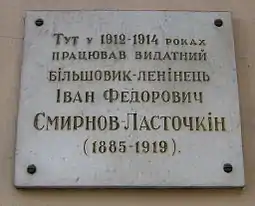 Тут у 1912-1914 роках
працював видатний
більшовик-ленінець
Іван Федорович
Смирнов-Ласточкін
(1885-1919).